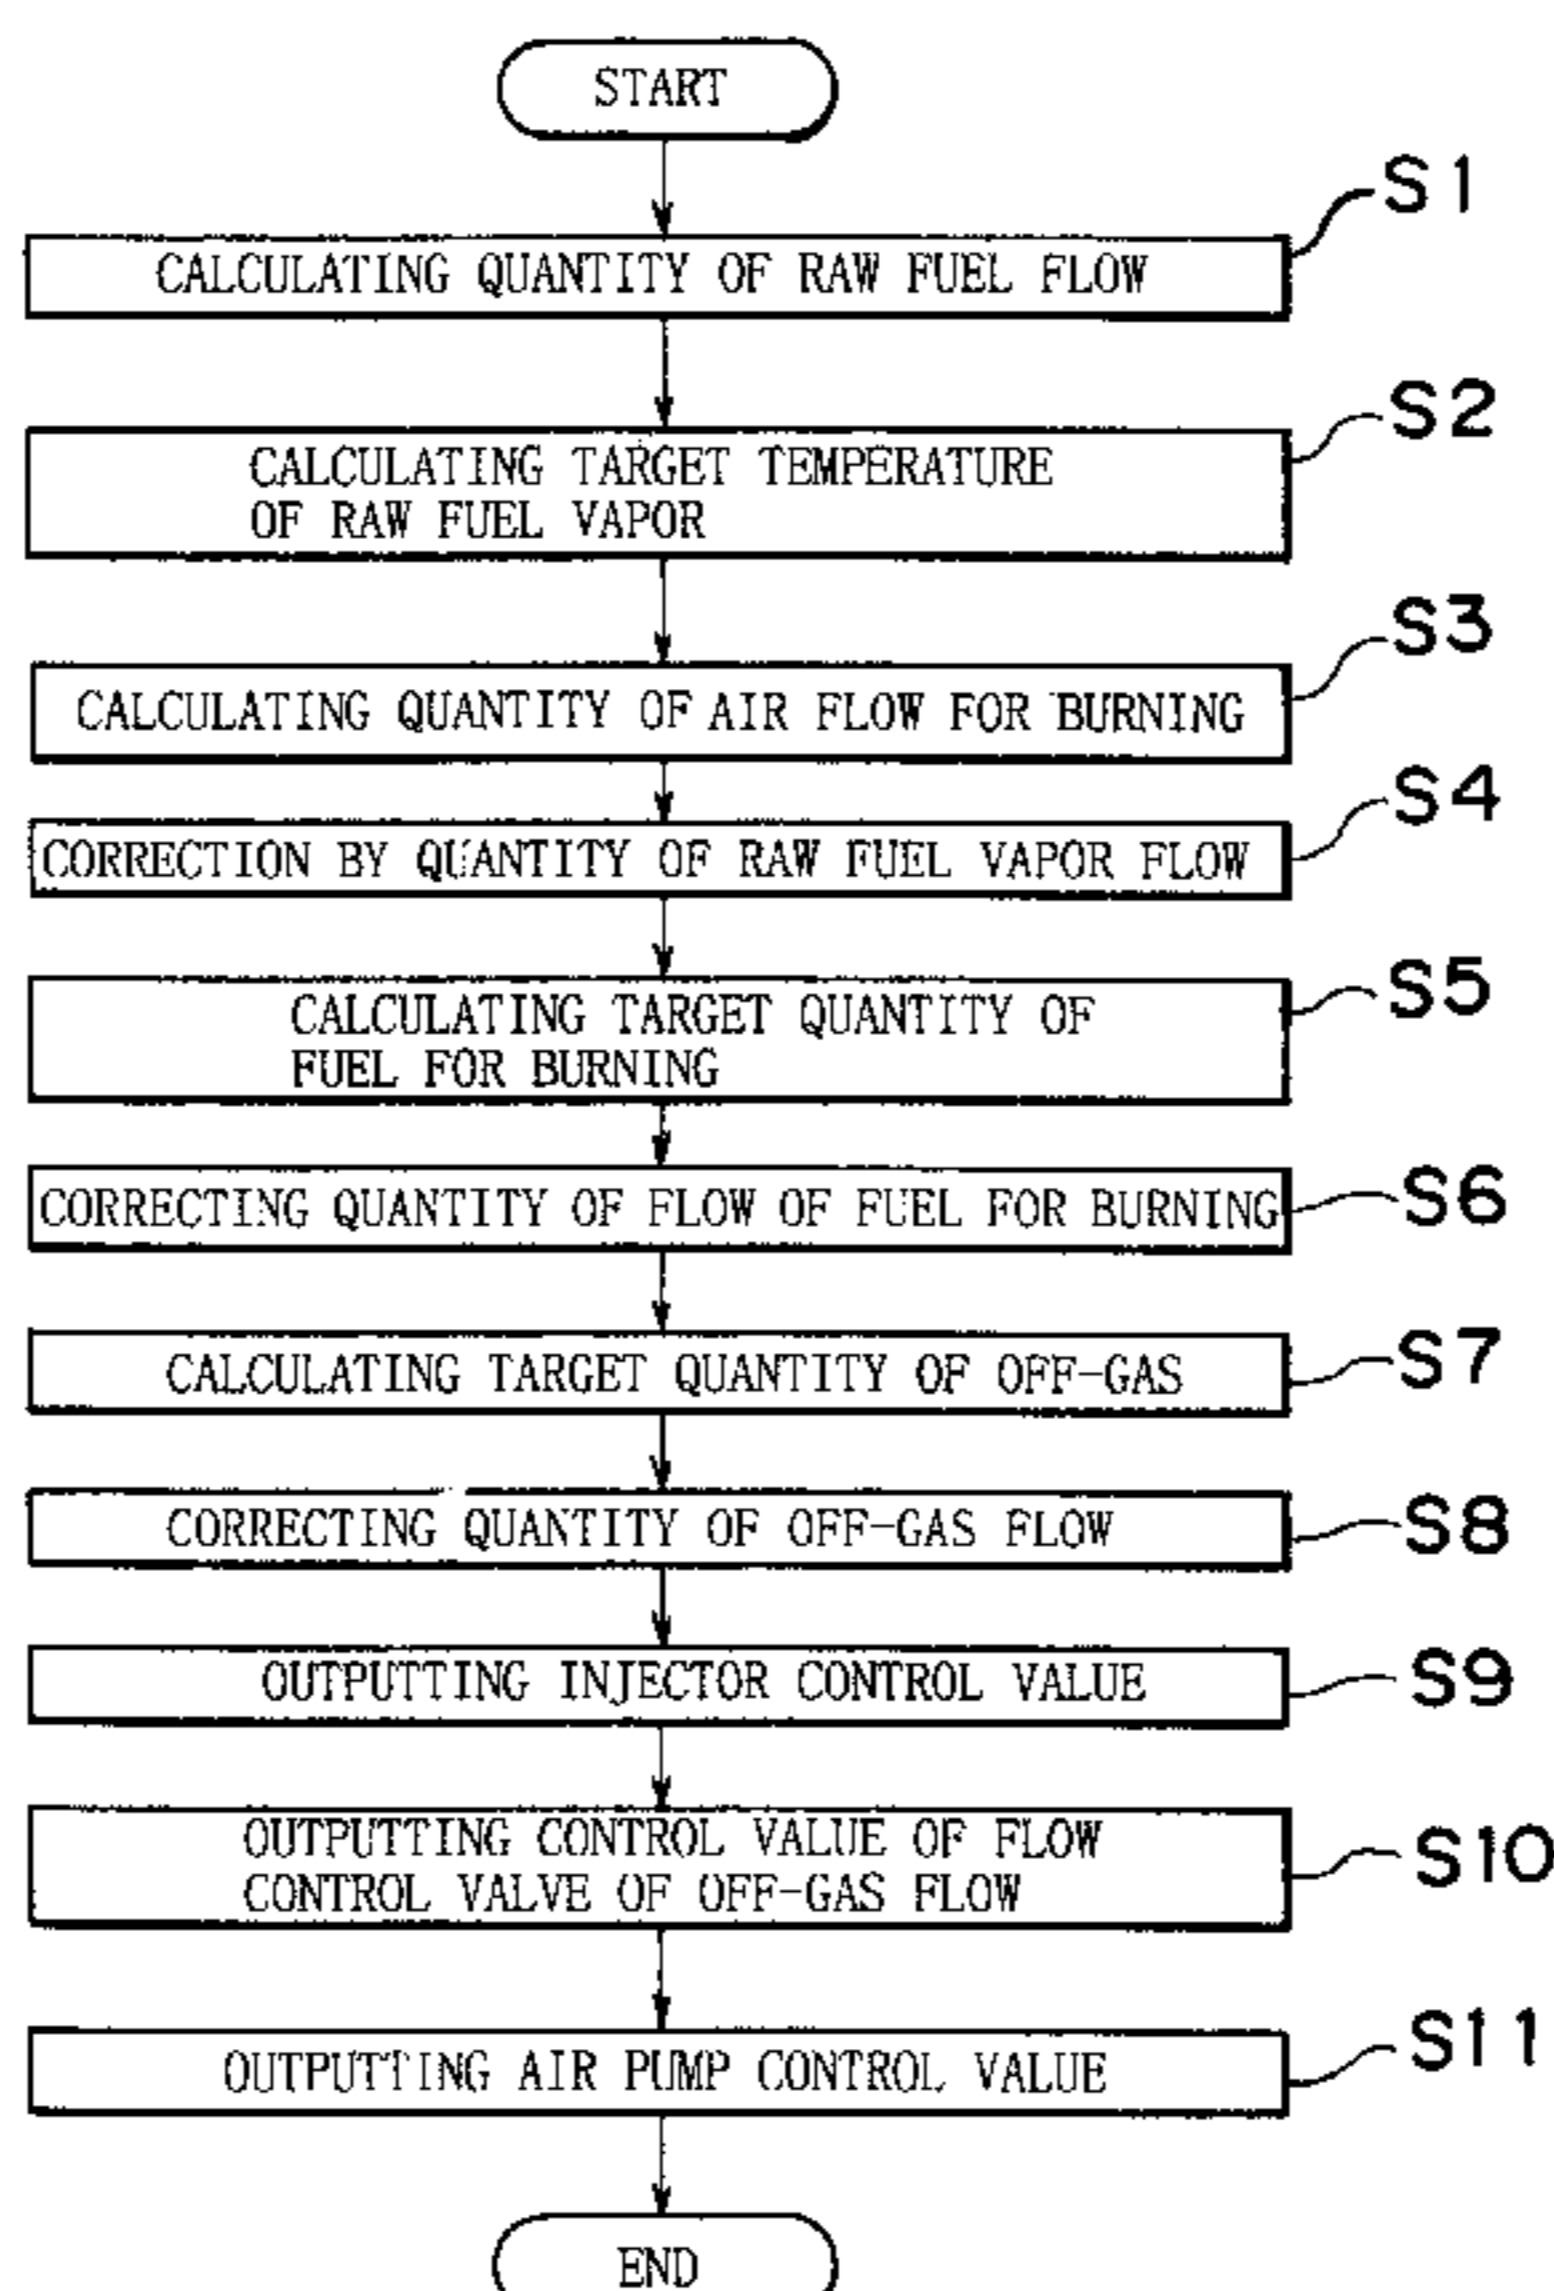 START
S1
CALCULATING QUANTITY OF RAW FUEL FLOW
S2
CALCULATING TARGET TEMPERATURE
OF RAW FUEL VAPOR
S3
CALCULATING QUANTITY OF AIR FLOW FOR BURNING
S4
CORRECTION BY QUANTITY OF RAW FUEL VAPOR FLOW
S5
CALCULATING TARGET QUANTITY OF
FUEL FOR BURNING
S6
CORRECTING QUANTITY OF FLOW OF FUEL FOR BURNING
S7
CALCULATING TARGET QUANTITY OF OFF-GAS
S8
CORRECTING QUANTITY OF OFF-GAS FLOW
S9
OUTPUTTING INJECTOR CONTROL VALUE
S10
OUTPUTTING CONTROL VALUE OF FLOW
CONTROL VALVE OF OFF-GAS FLOW
S11
OUTPUTTING AIR PUMP CONTROL VALUE
END